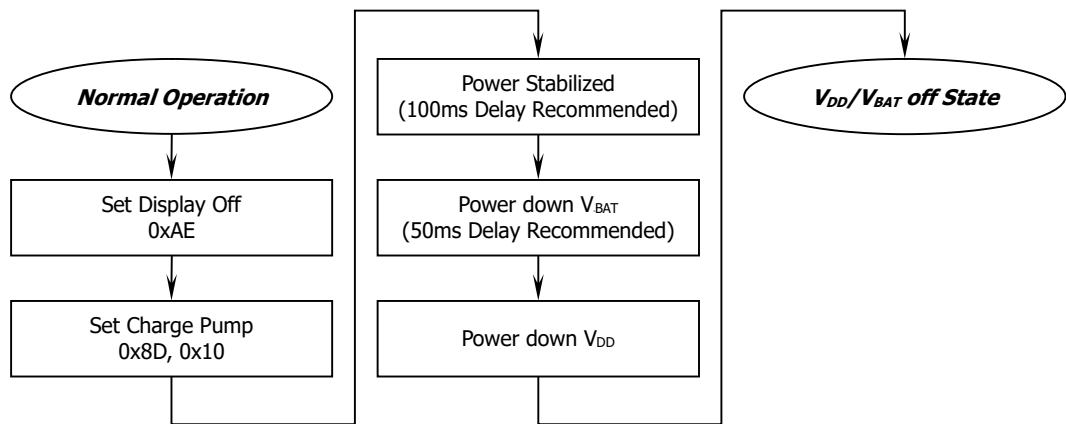 Normal Operation
Set Display Off
0xAE
Set Charge Pump
0x8D, 0x10
Power Stabilized
(100ms Delay Recommended)
Power down VBAT
(50ms Delay Recommended)
Power down VDD
VDD/VBAT off State